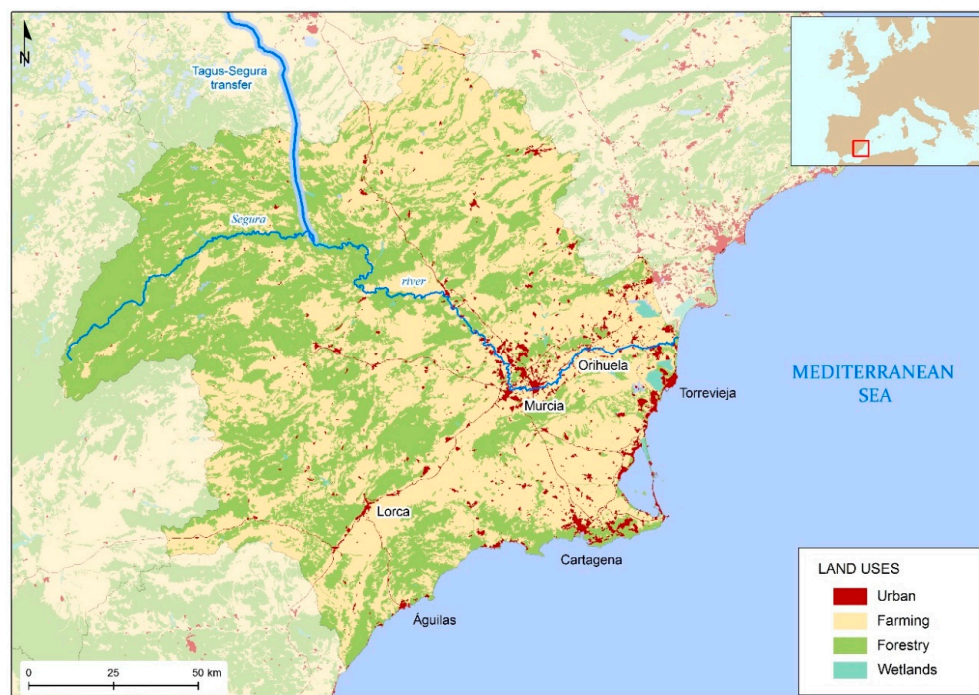 N
Tagus-Segura
transfer
Segura
river
Orihuela
Murcia
Torrevieja
MEDITERRANEAN
SEA
Lorca
Cartagena
Águilas
LAND USES
Urban
Farming
Forestry
Wetlands
0 25 50 km